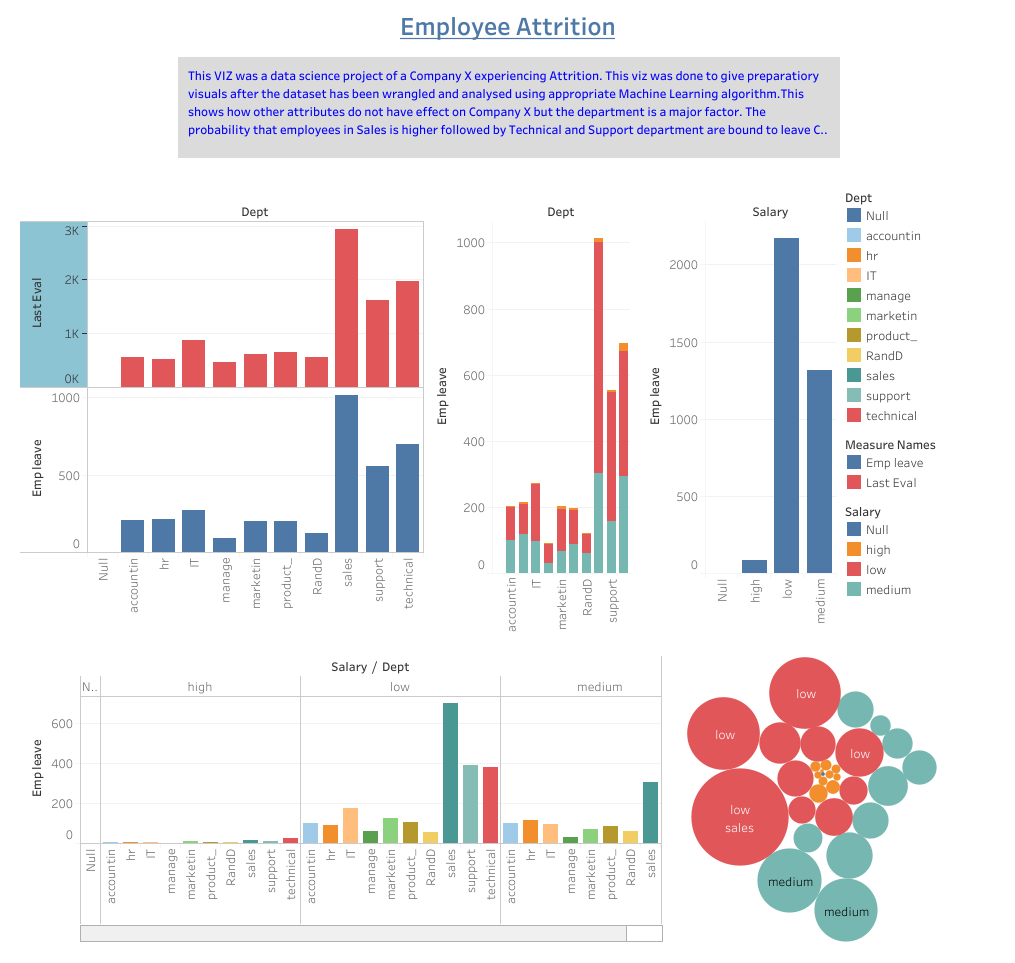 Employee Attrition
This VIZ was a data science project of a Company X experiencing Attrition. This viz was done to give preparatiory
visuals after the dataset has been wrangled and analysed using appropriate Machine Learning algorithm.This
shows how other attributes do not have effect on Company X but the department is a major factor. The
probability that employees in Sales is higher followed by Technical and Support department are bound to leave C..
Dept
Last Eval
3K
2K
1K
0K
Emp leave
1000
500
0
Null
accountin
hr
IT
manage
marketin
product_
RandD
sales
support
technical
Dept
Emp leave
1000
800
600
400
200
0
accountin
IT
marketin
RandD
support
Salary
Emp leave
2000
1500
1000
500
0
Null
high
low
medium
Dept
Null
accountin
hr
IT
manage
marketin
product_
RandD
sales
support
technical
Measure Names
Emp leave
Last Eval
Salary
Null
high
low
medium
Salary / Dept
N..
high
low
medium
Emp leave
600
400
200
0
Null
accountin
hr
IT
manage
marketin
product_
RandD
sales
support
technical
accountin
hr
IT
manage
marketin
product_
RandD
sales
support
technical
accountin
hr
IT
manage
marketin
product_
RandD
sales
low
low
low
low
sales
medium
medium